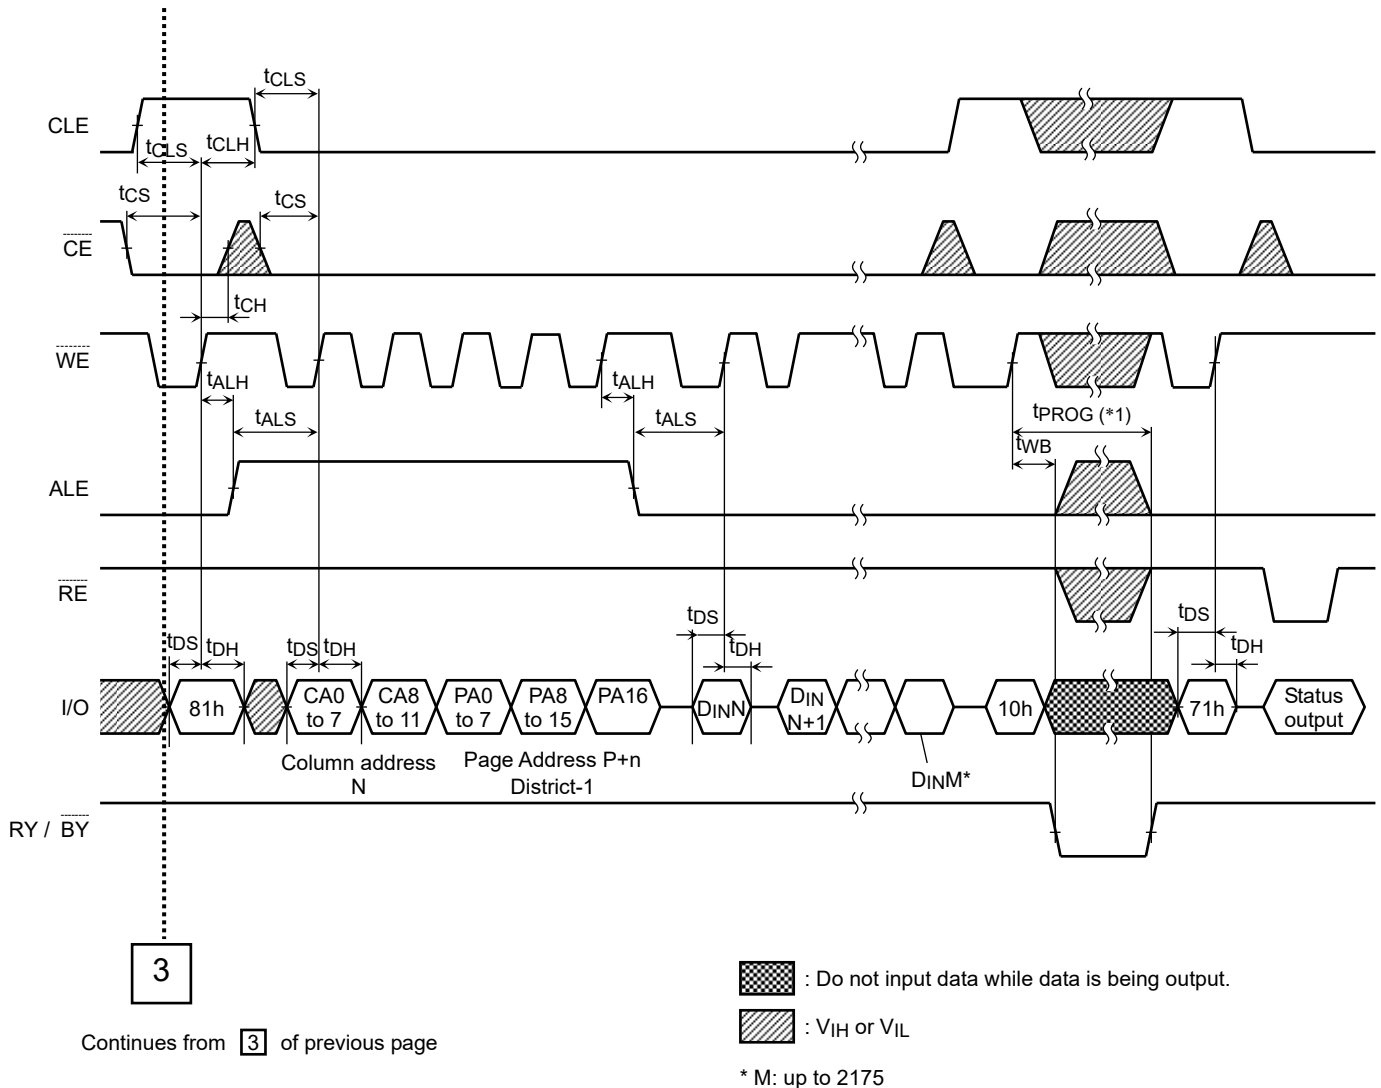 tCLS
CLE
tCLS
tCLH
tCS
tCS
CE
tCH
WE
tALH
tALH
tALS
tALS
tPROG (*1)
tWB
ALE
RE
tDS
tDH
tDS
tDH
tDS
tDH
tDS
tDH
I/O
81h
CA0
to 7
CA8
to 11
PA0
to 7
PA8
to 15
PA16
DINN
DIN
N+1
10h
71h
Status
output
Column address
N
Page Address P+n
District-1
DINM*
RY / BY
3
: Do not input data while data is being output.
: VIH or VIL
Continues from 3 of previous page
* M: up to 2175